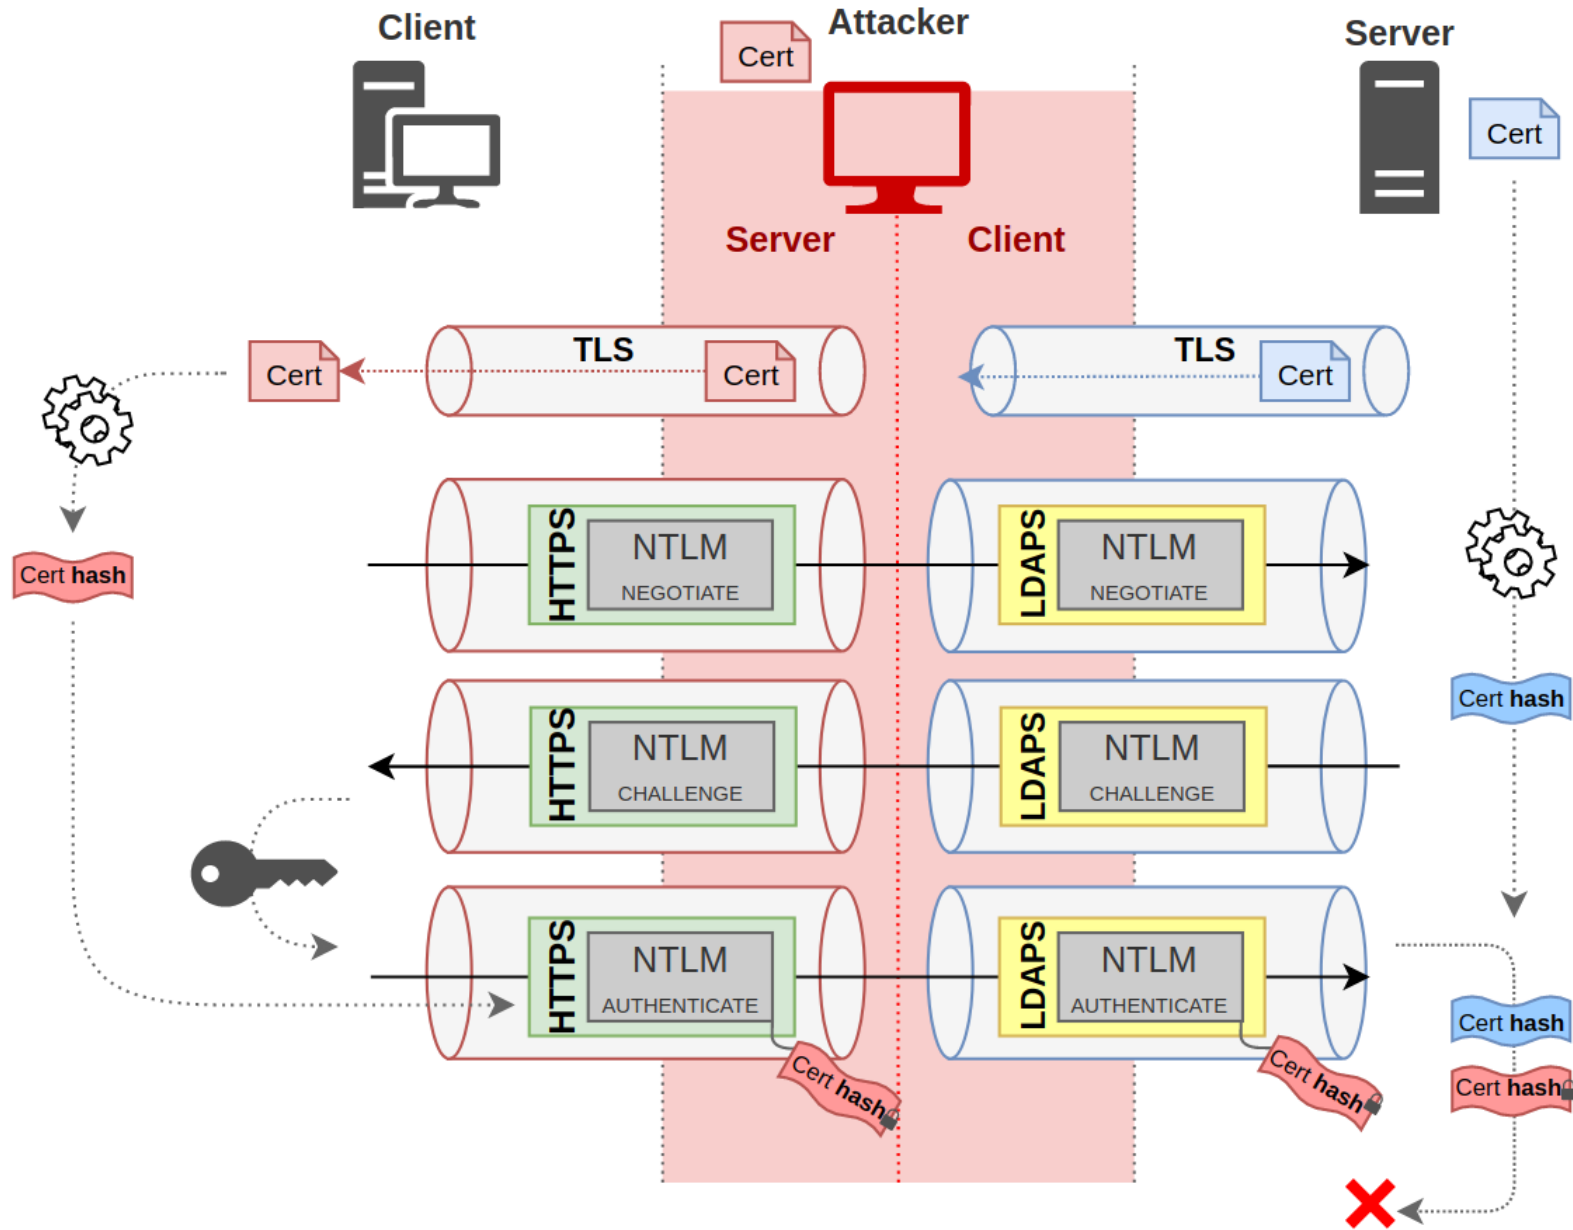 Client
Attacker
Server
Cert
Cert
Server
Client
TLS
TLS
Cert
Cert
Cert
HTTPS
NTLM
NEGOTIATE
LDAPS
NTLM
NEGOTIATE
Cert hash
Cert hash
HTTPS
NTLM
CHALLENGE
LDAPS
NTLM
CHALLENGE
HTTPS
NTLM
AUTHENTICATE
LDAPS
NTLM
AUTHENTICATE
Cert hash
Cert hash
Cert hash
Cert hash